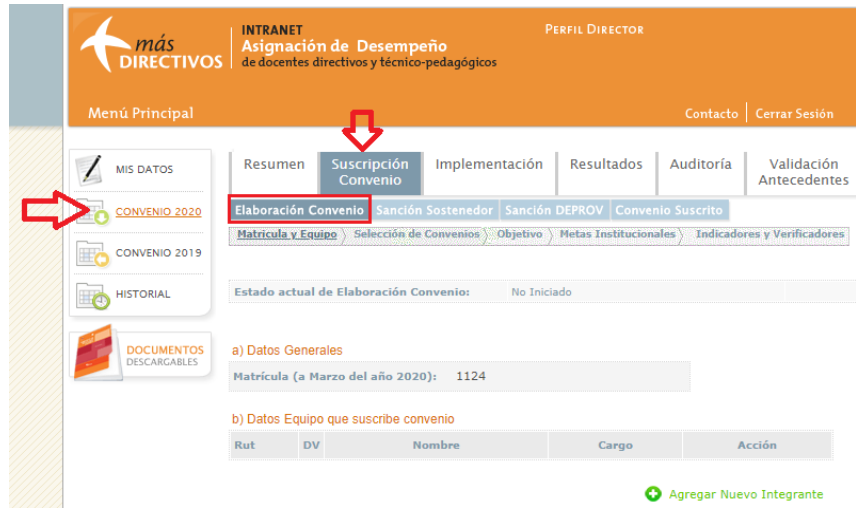 más
DIRECTIVOS
INTRANET
Asignación de Desempeño
de docentes directivos y técnico-pedagógicos
PERFIL DIRECTOR
Menú Principal
Contacto
Cerrar Sesión
MIS DATOS
CONVENIO 2020
CONVENIO 2019
HISTORIAL
DOCUMENTOS
DESCARGABLES
Resumen
Suscripción
Convenio
Implementación
Resultados
Auditoría
Validación
Antecedentes
Elaboración Convenio
Sanción Sostenedor
Sanción DEPROV
Convenio Suscrito
Matricula y Equipo
Selección de Convenios
Objetivo
Metas Institucionales
Indicadores y Verificadores
Estado actual de Elaboración Convenio: No Iniciado
a) Datos Generales
Matrícula (a Marzo del año 2020): 1124
b) Datos Equipo que suscribe convenio
Rut DV Nombre Cargo Acción
Agregar Nuevo Integrante